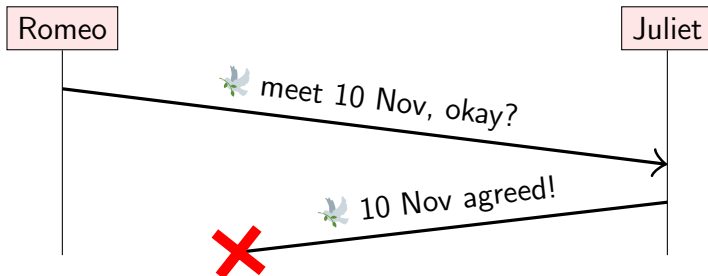 Romeo
Juliet
🕊 meet 10 Nov, okay?
🕊 10 Nov agreed!